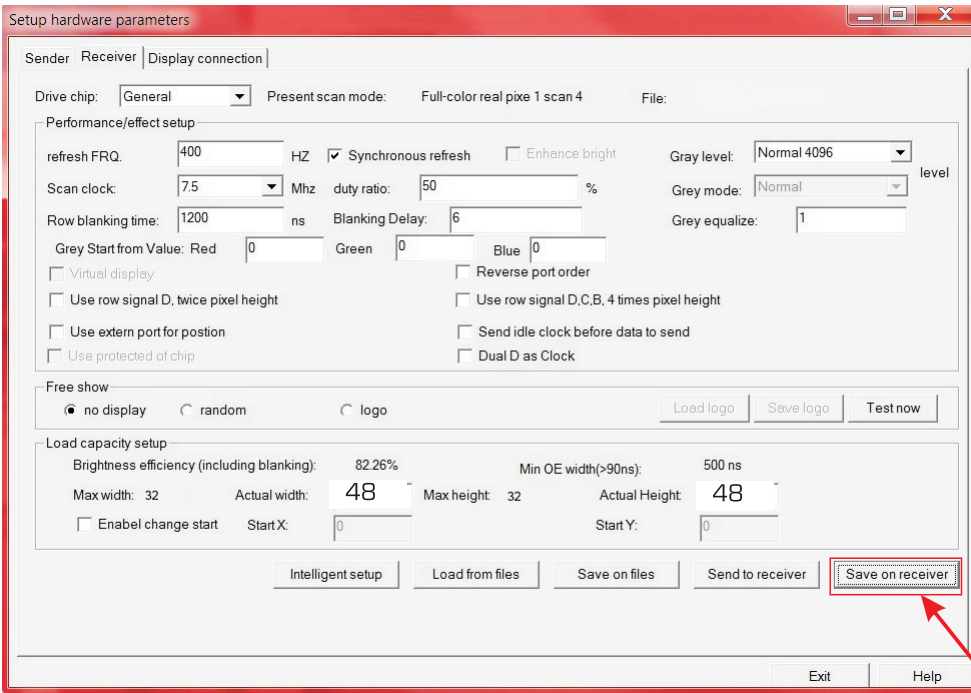 Setup hardware parameters
Sender Receiver Display connection
Drive chip: General Present scan mode: Full-color real pixe 1 scan 4 File:
Performance/effect setup
refresh FRQ. 400 HZ Synchronous refresh Enhance bright Gray level: Normal 4096 level
Scan clock: 7.5 Mhz duty ratio: 50 % Grey mode: Normal
Row blanking time: 1200 ns Blanking Delay: 6 Grey equalize: 1
Grey Start from Value: Red 0 Green 0 Blue 0
Virtual display Reverse port order
Use row signal D, twice pixel height Use row signal D,C,B, 4 times pixel height
Use extern port for postion Send idle clock before data to send
Use protected of chip Dual D as Clock
Free show
no display random logo Load logo Save logo Test now
Load capacity setup
Brightness efficiency (including blanking): 82.26% Min OE width(>90ns): 500 ns
Max width: 32 Actual width: 48 Max height: 32 Actual Height: 48
Enabel change start Start X: 0 Start Y: 0
Intelligent setup Load from files Save on files Send to receiver Save on receiver
Exit Help